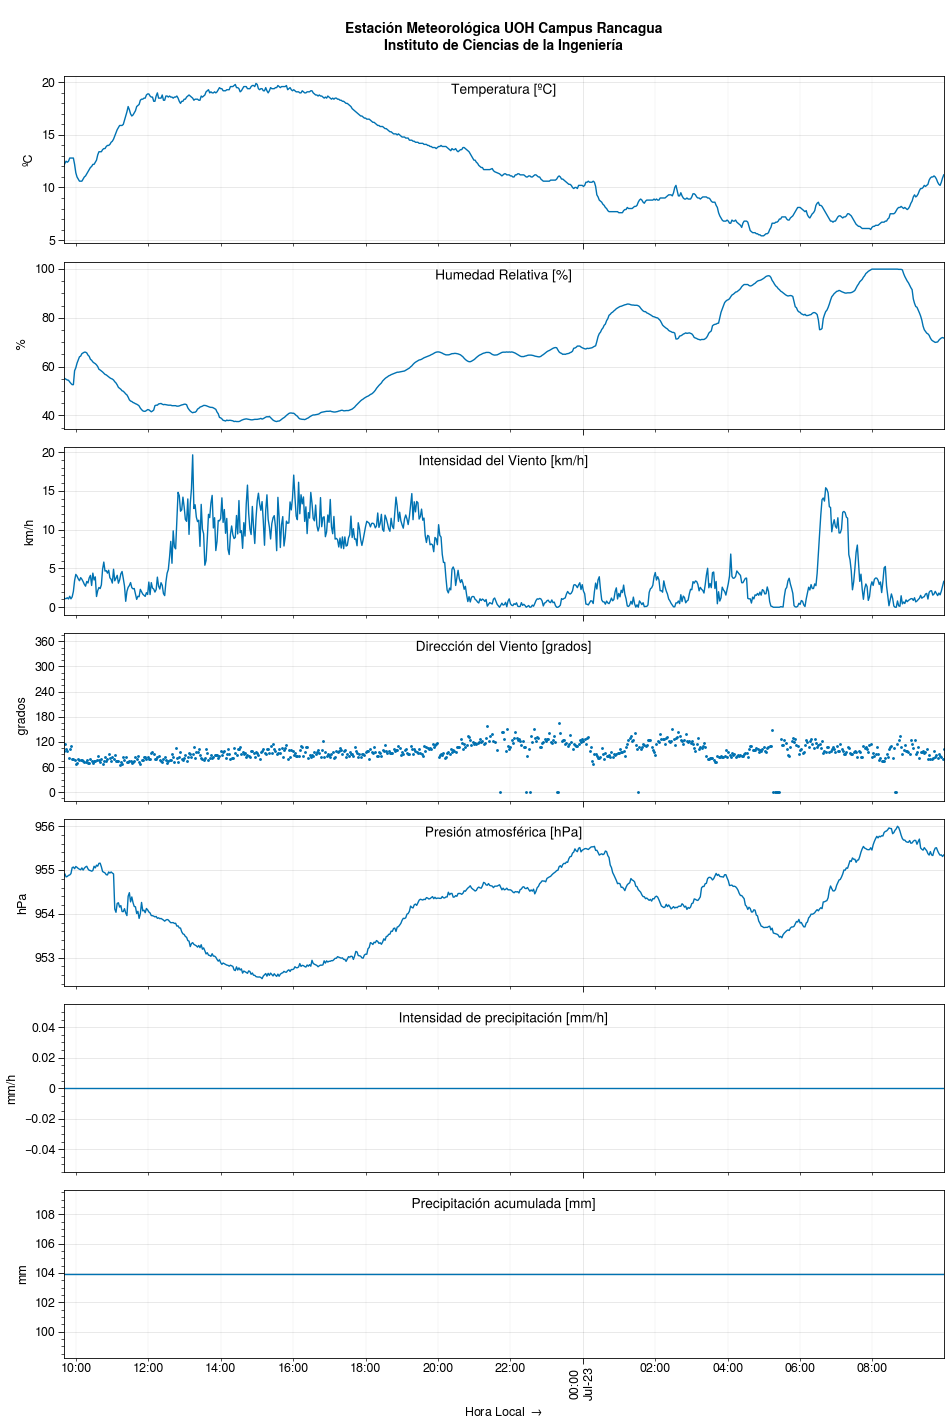 Estación Meteorológica UOH Campus Rancagua
Instituto de Ciencias de la Ingeniería
Temperatura [ºC]
20
15
10
5
ºC
Humedad Relativa [%]
100
80
60
40
%
Intensidad del Viento [km/h]
20
15
10
5
0
km/h
Dirección del Viento [grados]
360
300
240
180
120
60
0
grados
Presión atmosférica [hPa]
956
955
954
953
hPa
Intensidad de precipitación [mm/h]
0.04
0.02
0
−0.02
−0.04
mm/h
Precipitación acumulada [mm]
108
106
104
102
100
mm
10:00 12:00 14:00 16:00 18:00 20:00 22:00 00:00 02:00 04:00 06:00 08:00
Jul-23
Hora Local →